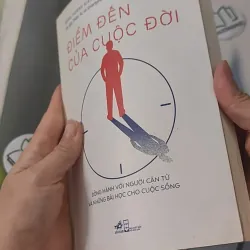 ĐIỂM ĐẾN
CỦA CUỘC ĐỜI
ĐỒNG HÀNH VỚI NGƯỜI CẬN TỬ
VÀ NHỮNG BÀI HỌC CHO CUỘC SỐNG